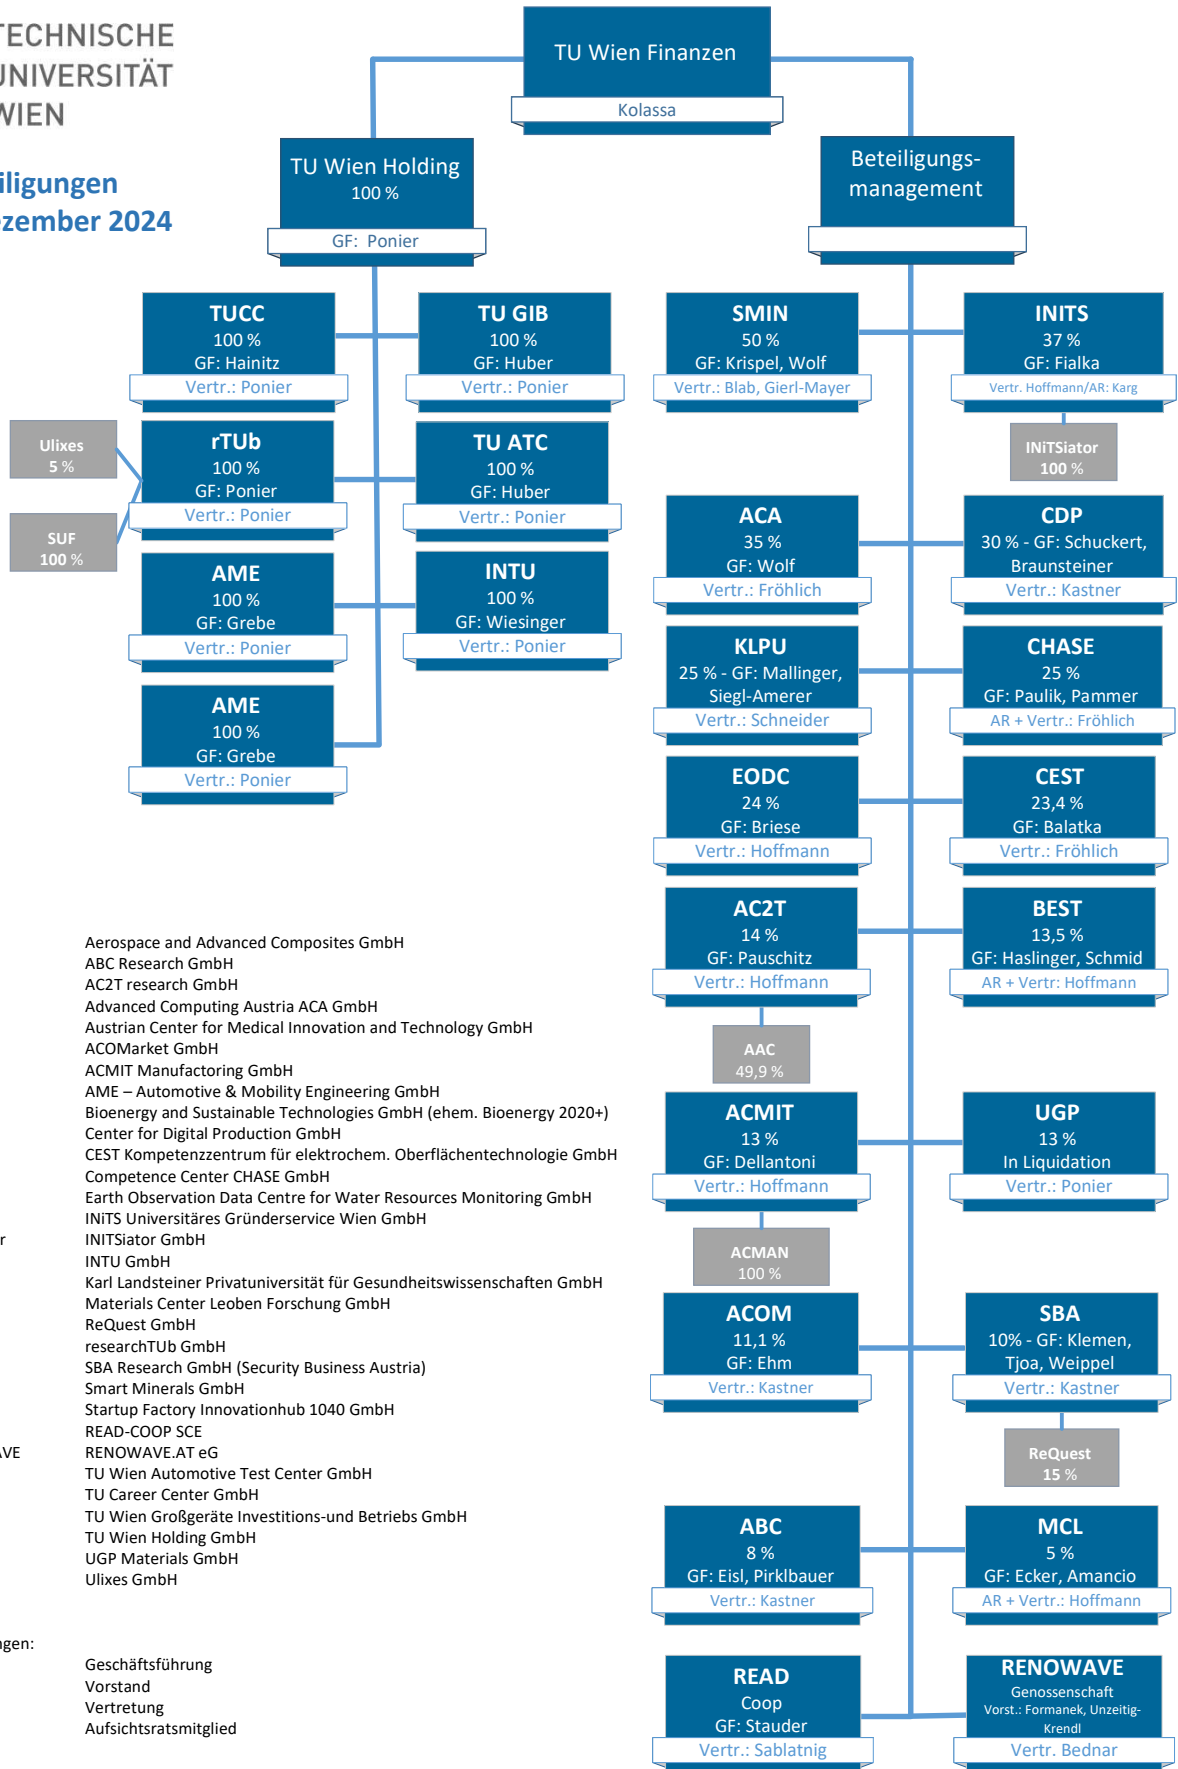 TECHNISCHE
UNIVERSITÄT
WIEN
TU Wien Finanzen
Kolassa
TU Wien Holding
100 %
GF: Ponier
Beteiligungs-
management
iligungen
ezember 2024
TUCC
100 %
GF: Hainitz
Vertr.: Ponier
TU GIB
100 %
GF: Huber
Vertr.: Ponier
SMIN
50 %
GF: Krispel, Wolf
Vertr.: Blab, Gierl-Mayer
INITS
37 %
GF: Fialka
Vertr. Hoffmann/AR: Karg
INiTSiator
100 %
Ulixes
5 %
SUF
100 %
rTUb
100 %
GF: Ponier
Vertr.: Ponier
TU ATC
100 %
GF: Huber
Vertr.: Ponier
ACA
35 %
GF: Wolf
Vertr.: Fröhlich
CDP
30 % - GF: Schuckert,
Braunsteiner
Vertr.: Kastner
AME
100 %
GF: Grebe
Vertr.: Ponier
INTU
100 %
GF: Wiesinger
Vertr.: Ponier
KLPU
25 % - GF: Mallinger,
Siegl-Amerer
Vertr.: Schneider
CHASE
25 %
GF: Paulik, Pammer
AR + Vertr.: Fröhlich
AME
100 %
GF: Grebe
Vertr.: Ponier
EODC
24 %
GF: Briese
Vertr.: Hoffmann
CEST
23,4 %
GF: Balatka
Vertr.: Fröhlich
AC2T
14 %
GF: Pauschitz
Vertr.: Hoffmann
AAC
49,9 %
BEST
13,5 %
GF: Haslinger, Schmid
AR + Vertr: Hoffmann
ACMIT
13 %
GF: Dellantoni
Vertr.: Hoffmann
ACMAN
100 %
UGP
13 %
In Liquidation
Vertr.: Ponier
ACOM
11,1 %
GF: Ehm
Vertr.: Kastner
SBA
10% - GF: Klemen,
Tjoa, Weippel
Vertr.: Kastner
ReQuest
15 %
ABC
8 %
GF: Eisl, Pirklbauer
Vertr.: Kastner
MCL
5 %
GF: Ecker, Amancio
AR + Vertr.: Hoffmann
READ
Coop
GF: Stauder
Vertr.: Sablatnig
RENOWAVE
Genossenschaft
Vorst.: Formanek, Unzeitig-
Krendl
Vertr. Bednar
Aerospace and Advanced Composites GmbH
ABC Research GmbH
AC2T research GmbH
Advanced Computing Austria ACA GmbH
Austrian Center for Medical Innovation and Technology GmbH
ACOMarket GmbH
ACMIT Manufactoring GmbH
AME – Automotive & Mobility Engineering GmbH
Bioenergy and Sustainable Technologies GmbH (ehem. Bioenergy 2020+)
Center for Digital Production GmbH
CEST Kompetenzzentrum für elektrochem. Oberflächentechnologie GmbH
Competence Center CHASE GmbH
Earth Observation Data Centre for Water Resources Monitoring GmbH
INiTS Universitäres Gründerservice Wien GmbH
r INITSiator GmbH
INTU GmbH
Karl Landsteiner Privatuniversität für Gesundheitswissenschaften GmbH
Materials Center Leoben Forschung GmbH
ReQuest GmbH
researchTUb GmbH
SBA Research GmbH (Security Business Austria)
Smart Minerals GmbH
Startup Factory Innovationhub 1040 GmbH
READ-COOP SCE
AVE RENOWAVE.AT eG
TU Wien Automotive Test Center GmbH
TU Career Center GmbH
TU Wien Großgeräte Investitions-und Betriebs GmbH
TU Wien Holding GmbH
UGP Materials GmbH
Ulixes GmbH
ngen:
Geschäftsführung
Vorstand
Vertretung
Aufsichtsratsmitglied